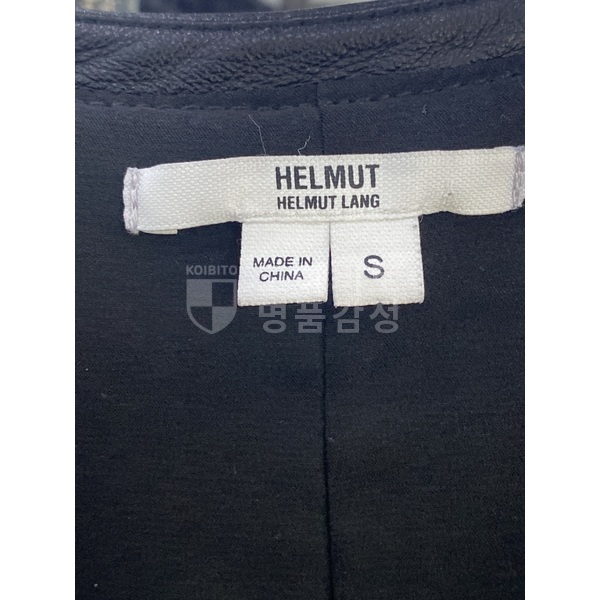 HELMUT
HELMUT LANG
MADE IN
CHINA
S
KOIBITO
명품감정